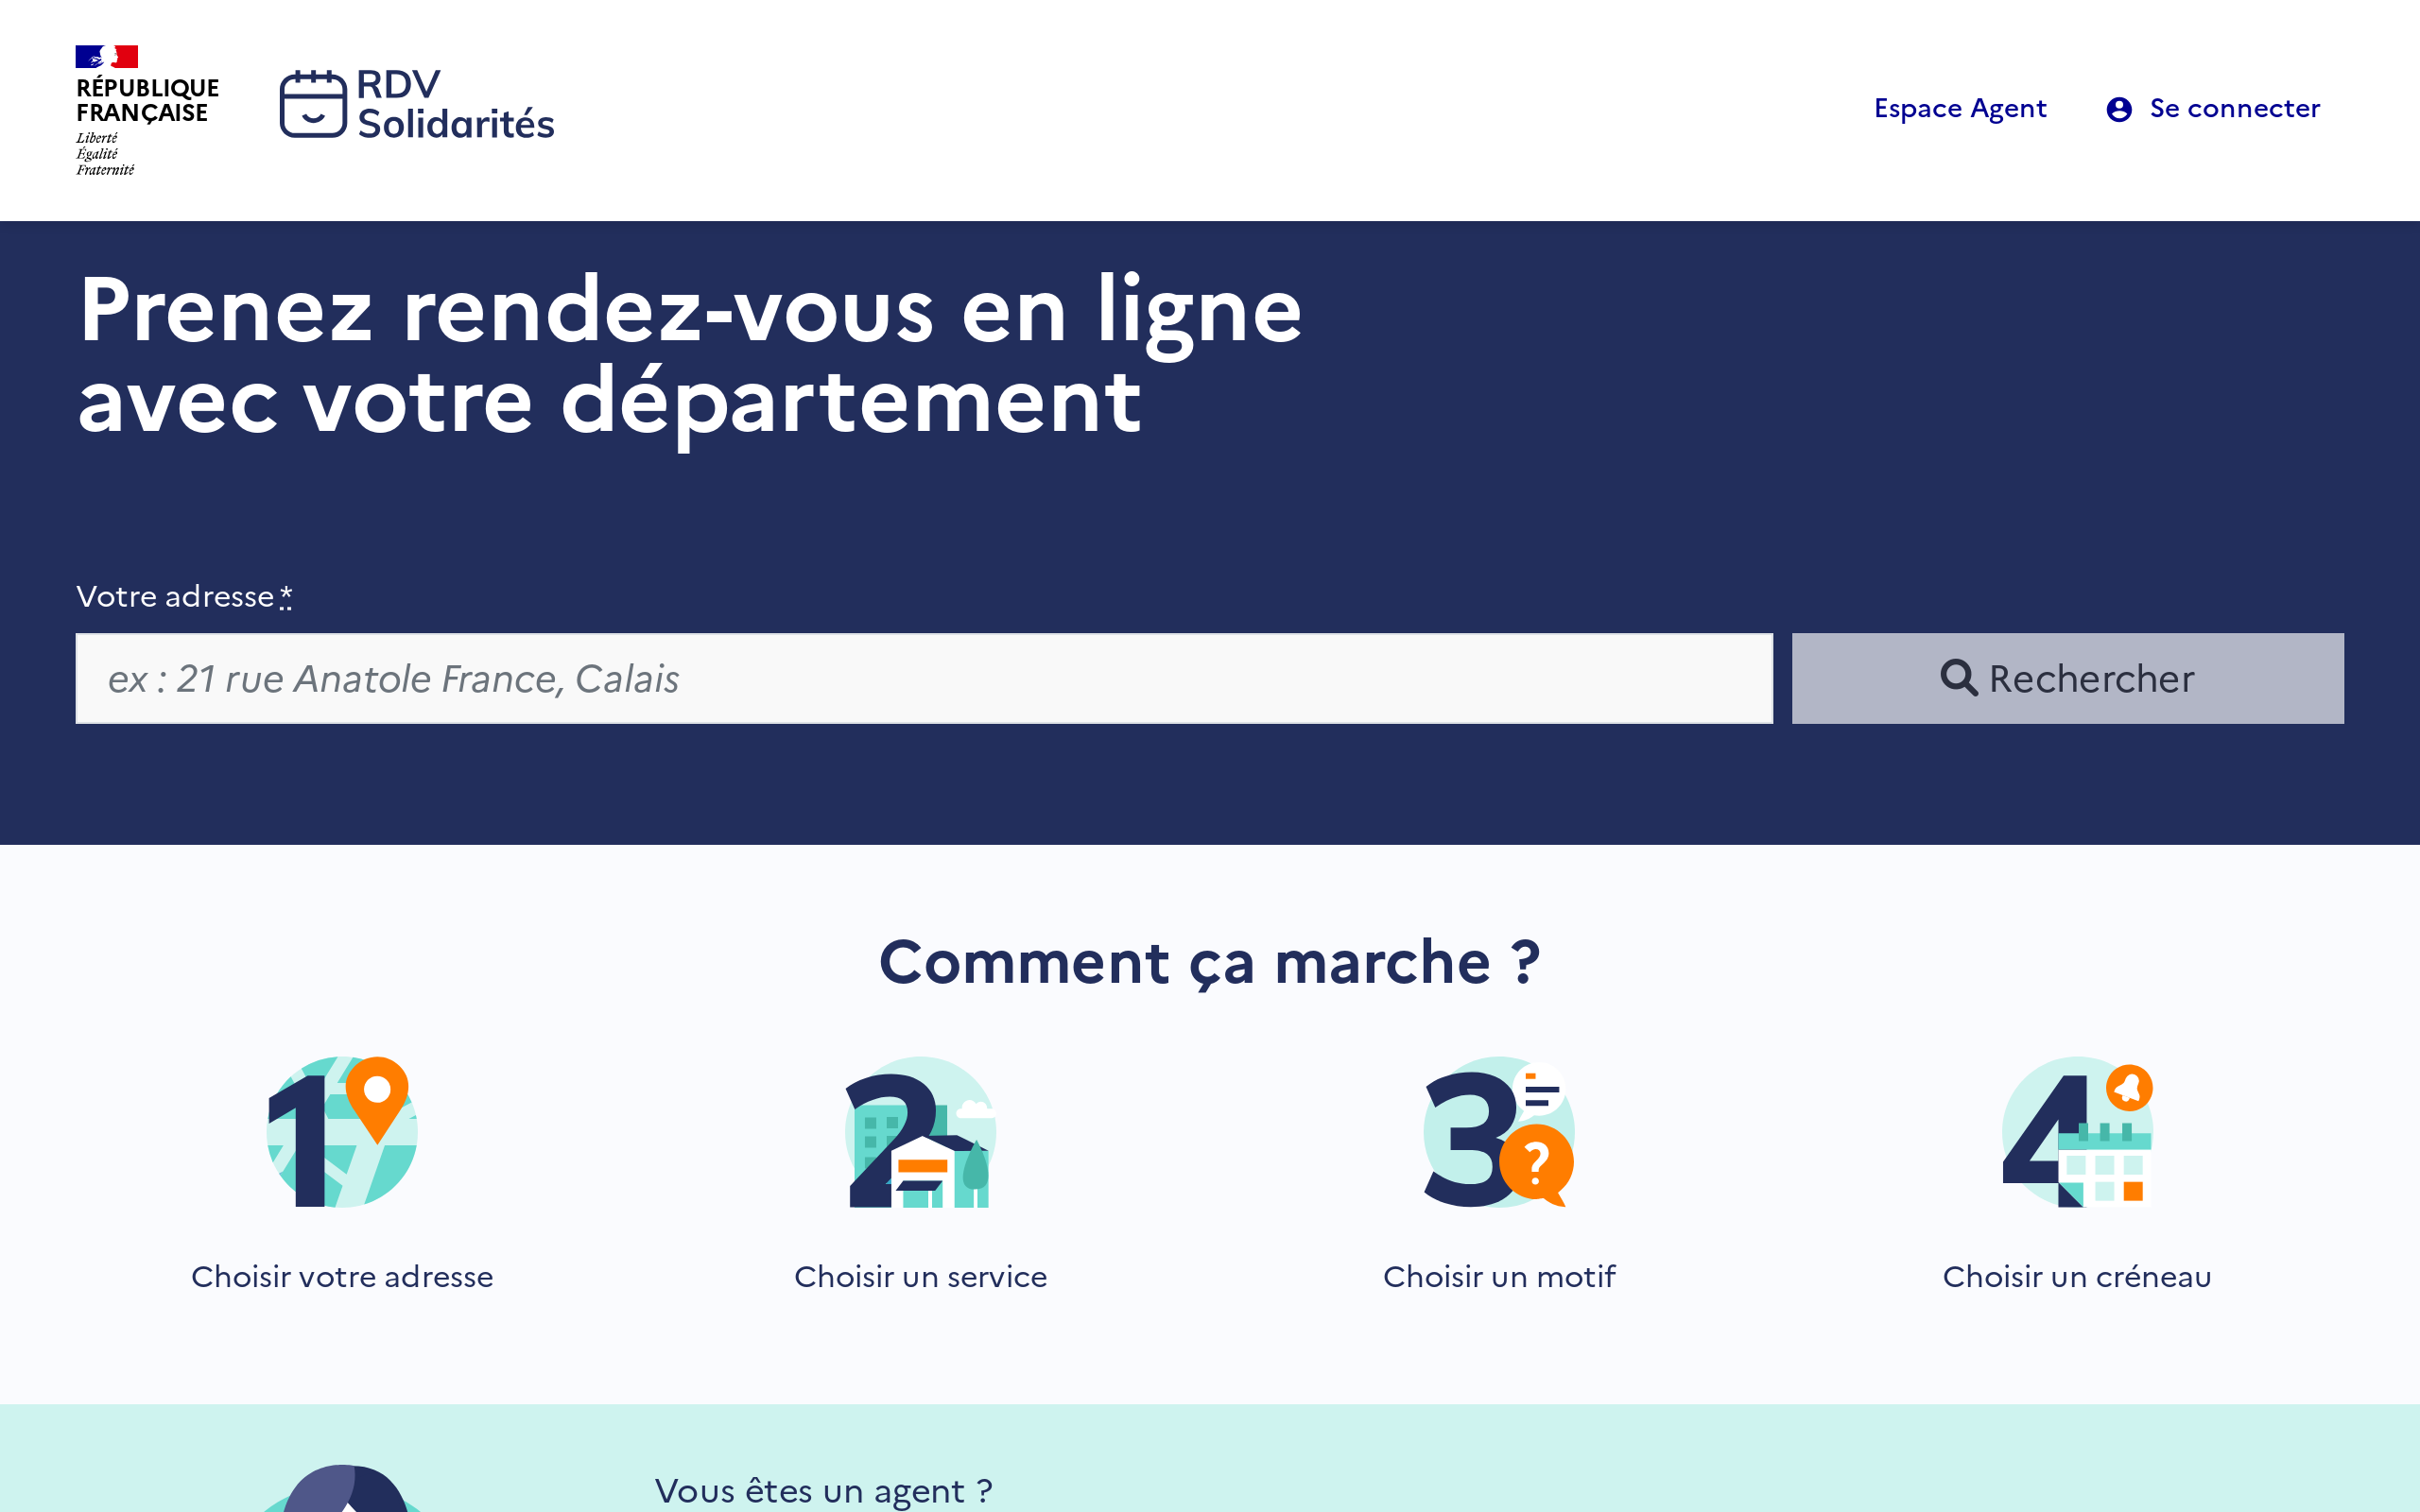 RÉPUBLIQUE
FRANÇAISE
Liberté
Égalité
Fraternité
RDV
Solidarités
Espace Agent
Se connecter
Prenez rendez-vous en ligne
avec votre département
Votre adresse *
ex : 21 rue Anatole France, Calais
Rechercher
Comment ça marche ?
1
2
3
?
4
Choisir votre adresse
Choisir un service
Choisir un motif
Choisir un créneau
Vous êtes un agent ?